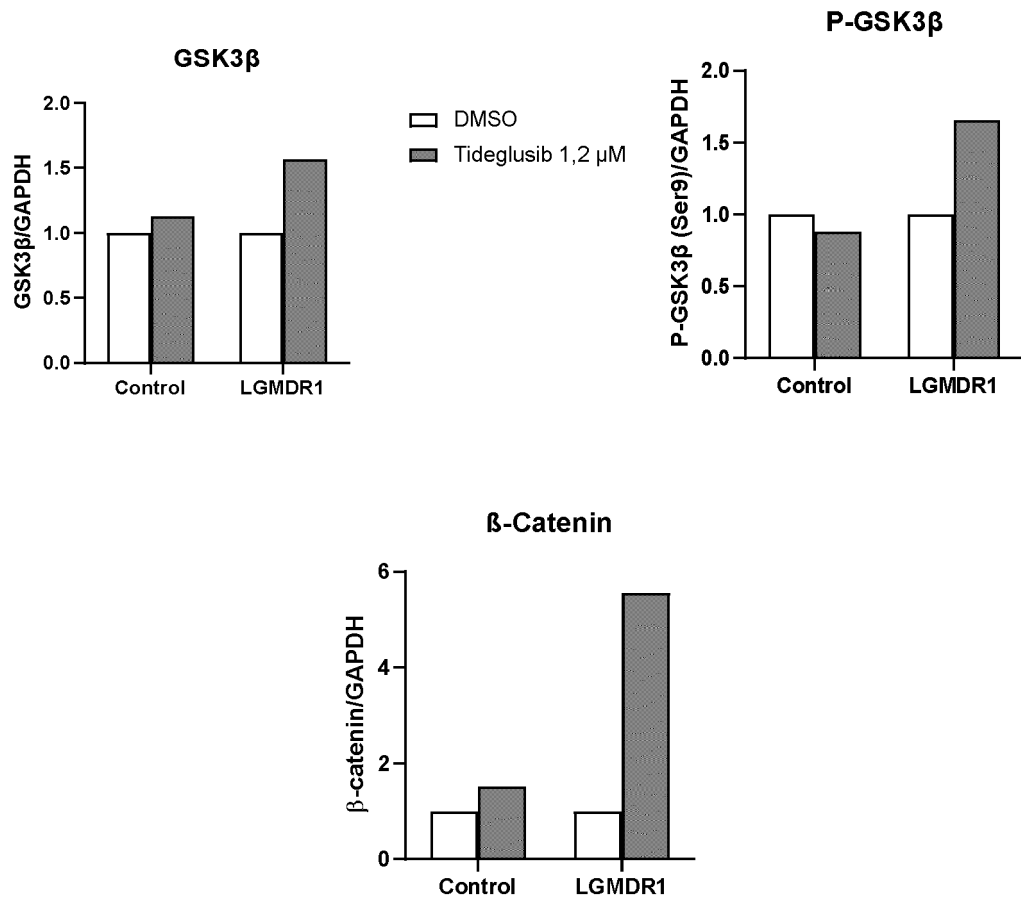 GSK3β
GSK3β/GAPDH
2.0
1.5
1.0
0.5
0.0
Control
LGMDR1
DMSO
Tideglusib 1,2 µM
P-GSK3β
P-GSK3β (Ser9)/GAPDH
2.0
1.5
1.0
0.5
0.0
Control
LGMDR1
ß-Catenin
β-catenin/GAPDH
6
4
2
0
Control
LGMDR1